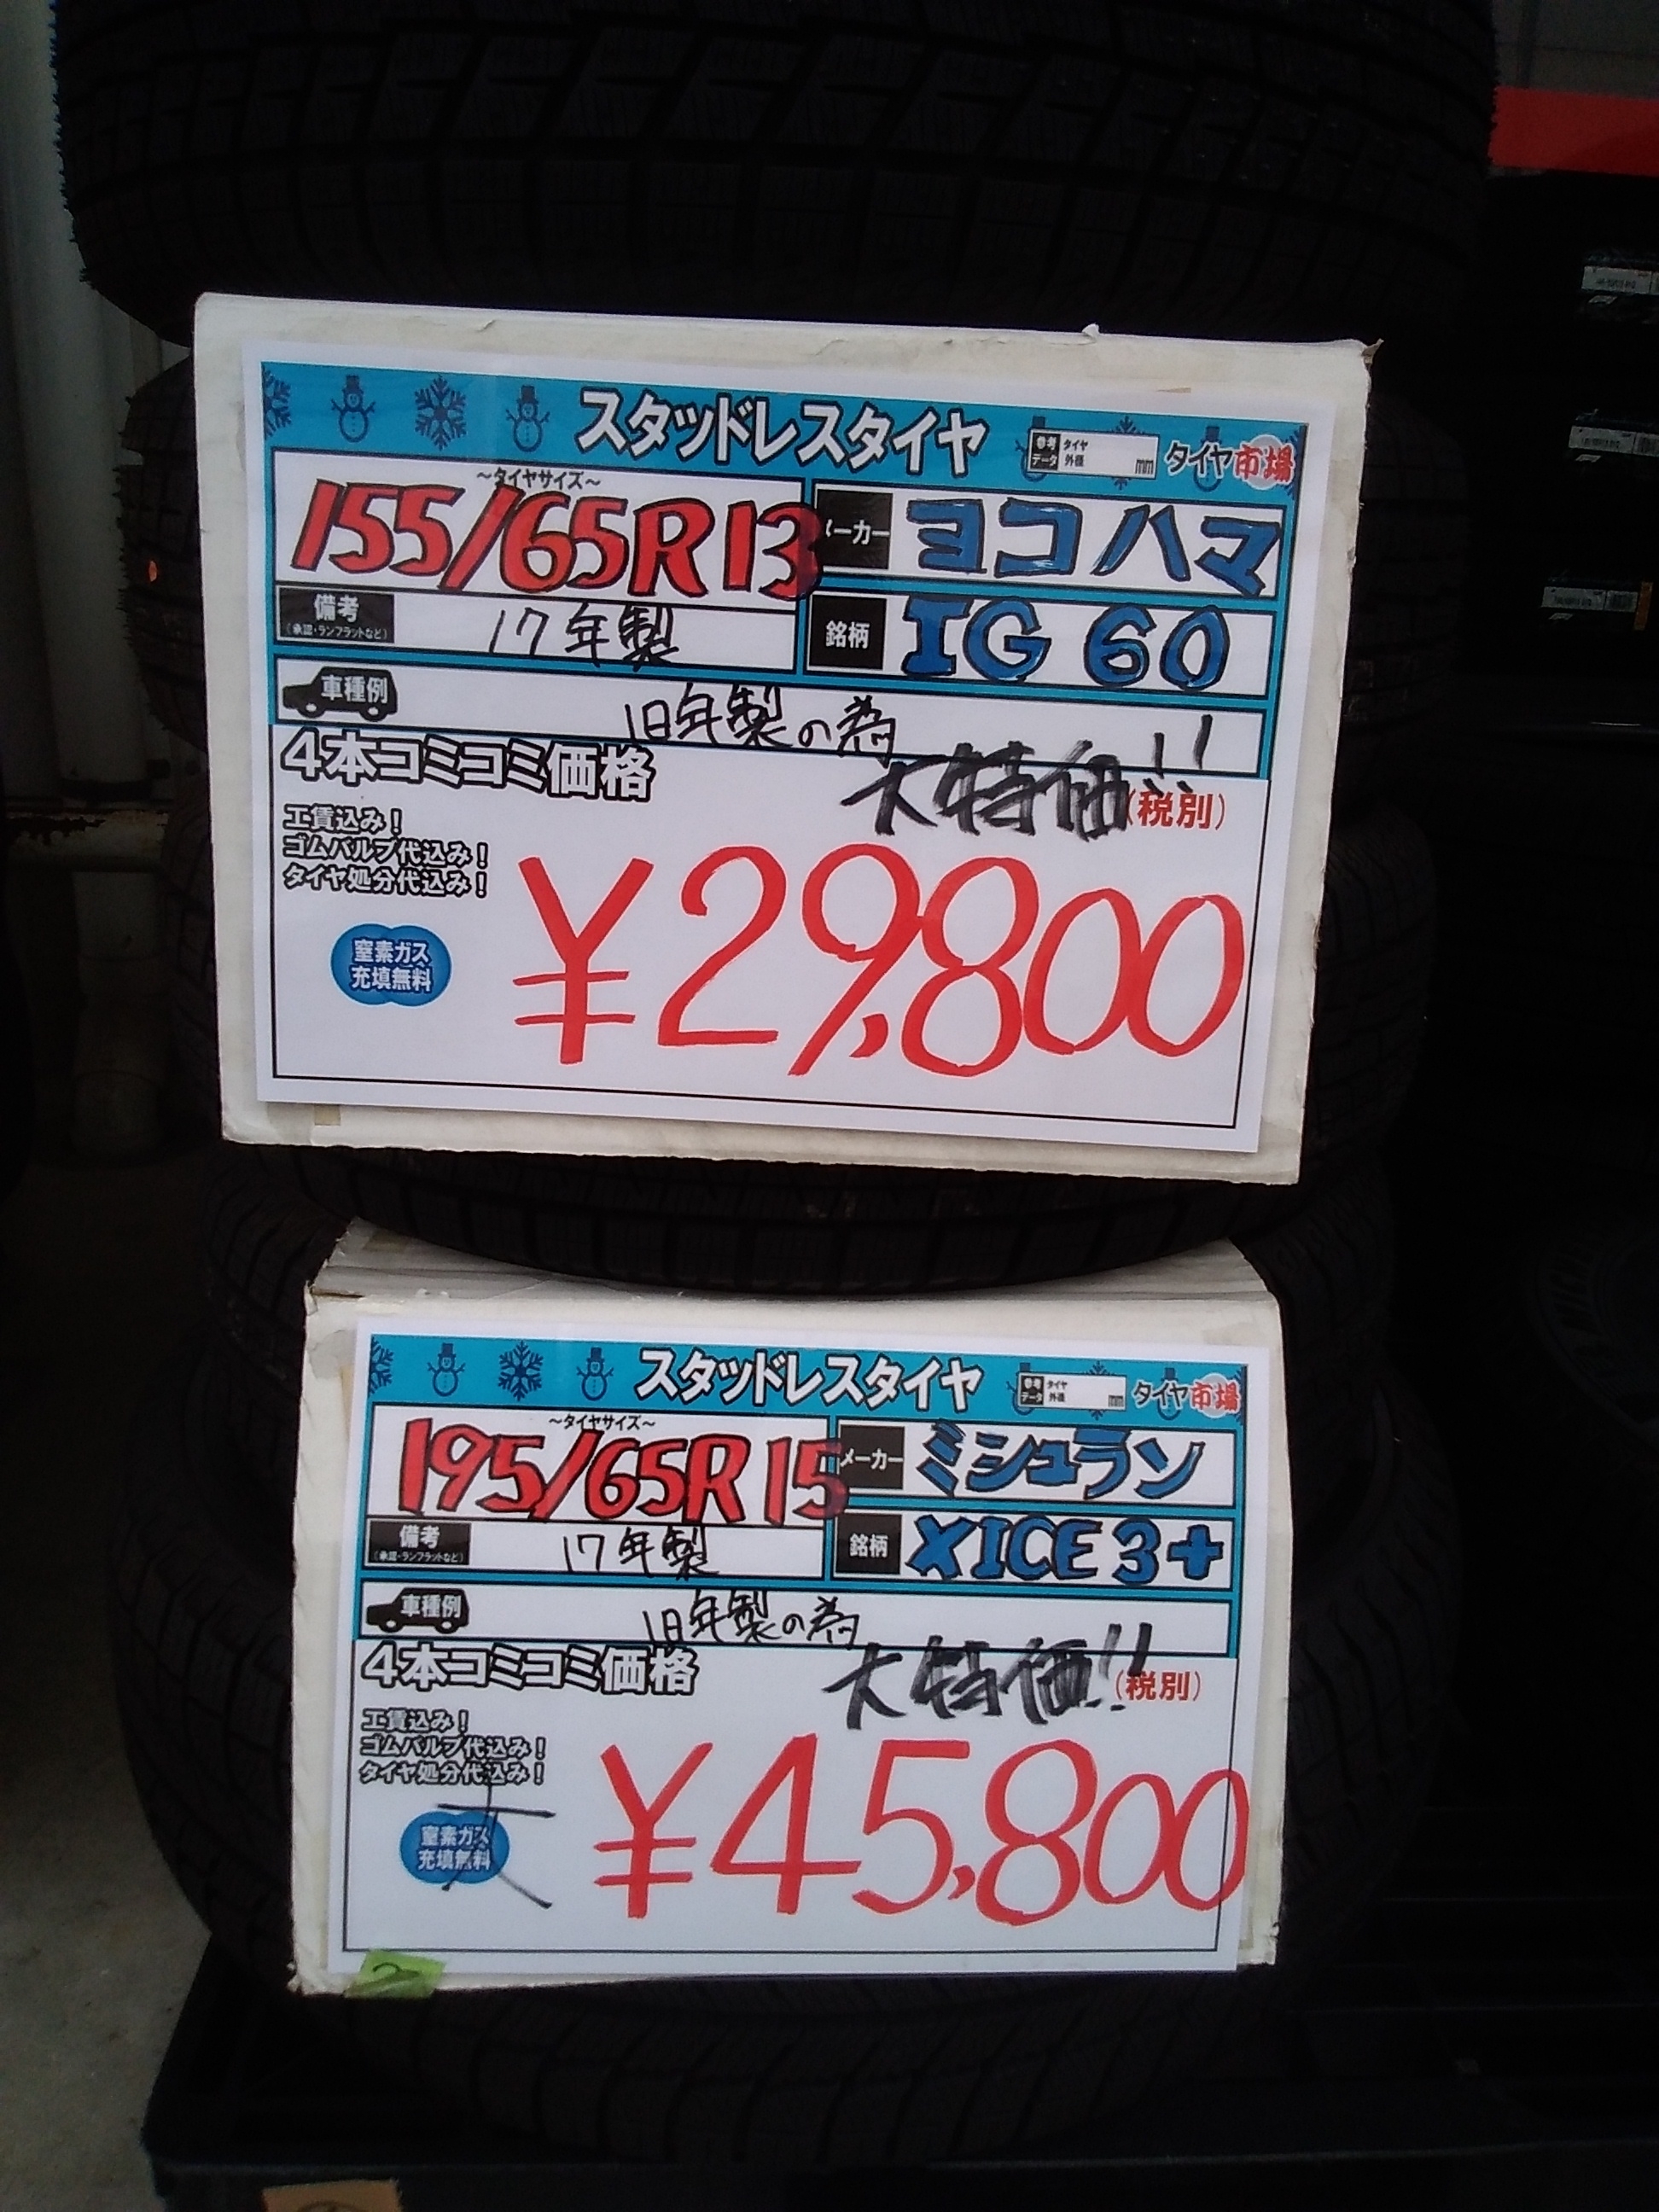 スタッドレスタイヤ
参考データ タイヤ外径 mm
タイヤ市場
～タイヤサイズ～
155/65R13
メーカー ヨコハマ
備考
(承認・ランフラットなど)
17年製
銘柄 IG 60
車種例
旧年製の為
大特価!!
4本コミコミ価格
(税別)
工賃込み!
ゴムバルブ代込み!
タイヤ処分代込み!
窒素ガス
充填無料
¥29,800
スタッドレスタイヤ
参考データ タイヤ外径 mm
タイヤ市場
～タイヤサイズ～
195/65R15
メーカー ミシュラン
備考
(承認・ランフラットなど)
17年製
銘柄 XICE 3+
車種例
旧年製の為
大特価!!
4本コミコミ価格
(税別)
工賃込み!
ゴムバルブ代込み!
タイヤ処分代込み!
窒素ガス
充填無料
¥45,800
2